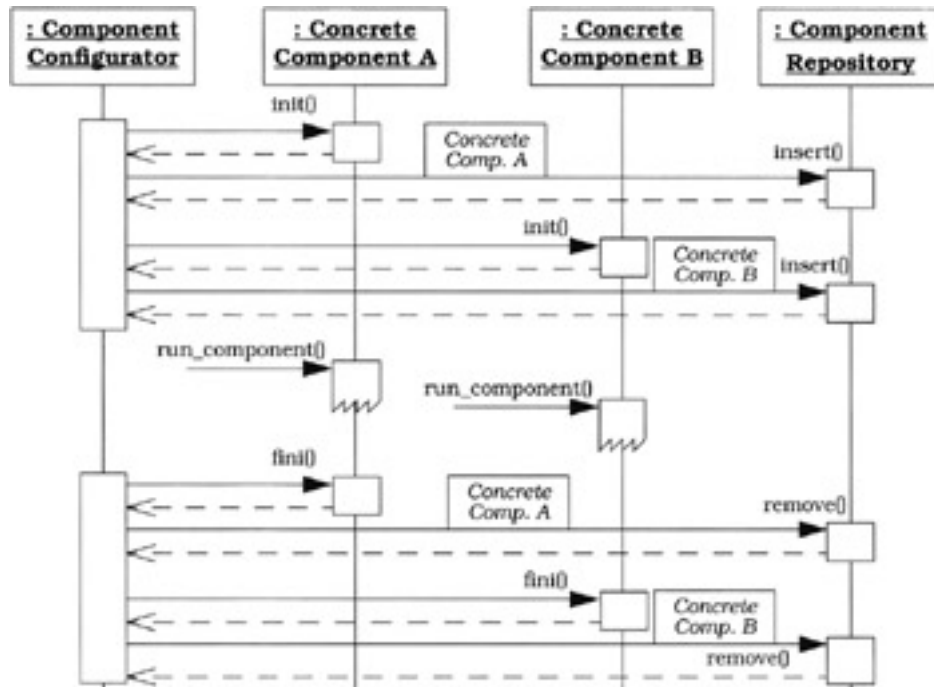 : Component
Configurator
: Concrete
Component A
: Concrete
Component B
: Component
Repository
init()
Concrete
Comp. A
insert()
init()
Concrete
Comp. B
insert()
run_component()
run_component()
fini()
Concrete
Comp. A
remove()
fini()
Concrete
Comp. B
remove()